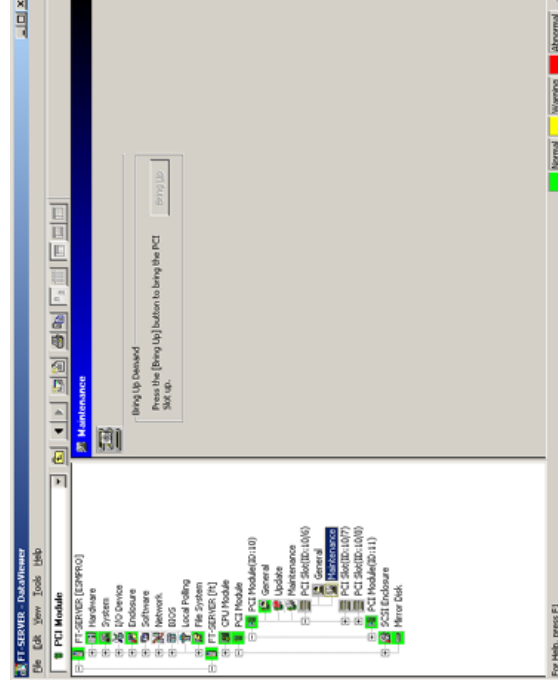 FT-SERVER - DataViewer
File Edit View Tools Help
PCI Module
FT-SERVER [ESMPRO]
Hardware
System
I/O Device
Enclosure
Software
Network
BIOS
Local Polling
File System
FT-SERVER [ft]
CPU Module
PCI Module
PCI Module(ID:10)
General
Update
Maintenance
PCI Slot(ID:10/6)
General
Maintenance
PCI Slot(ID:10/7)
PCI Slot(ID:10/8)
PCI Module(ID:11)
SCSI Enclosure
Mirror Disk
Maintenance
Bring Up Demand
Press the [Bring Up] button to bring the PCI
Slot up.
Bring Up
For Help, press F1
Normal
Warning
Abnormal